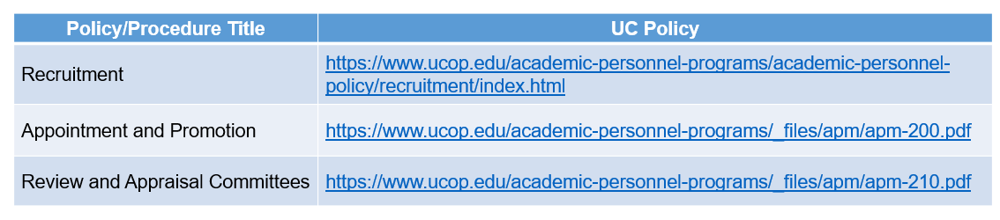 Policy/Procedure Title UC Policy
Recruitment https://www.ucop.edu/academic-personnel-programs/academic-personnel-
policy/recruitment/index.html
Appointment and Promotion https://www.ucop.edu/academic-personnel-programs/_files/apm/apm-200.pdf
Review and Appraisal Committees https://www.ucop.edu/academic-personnel-programs/_files/apm/apm-210.pdf